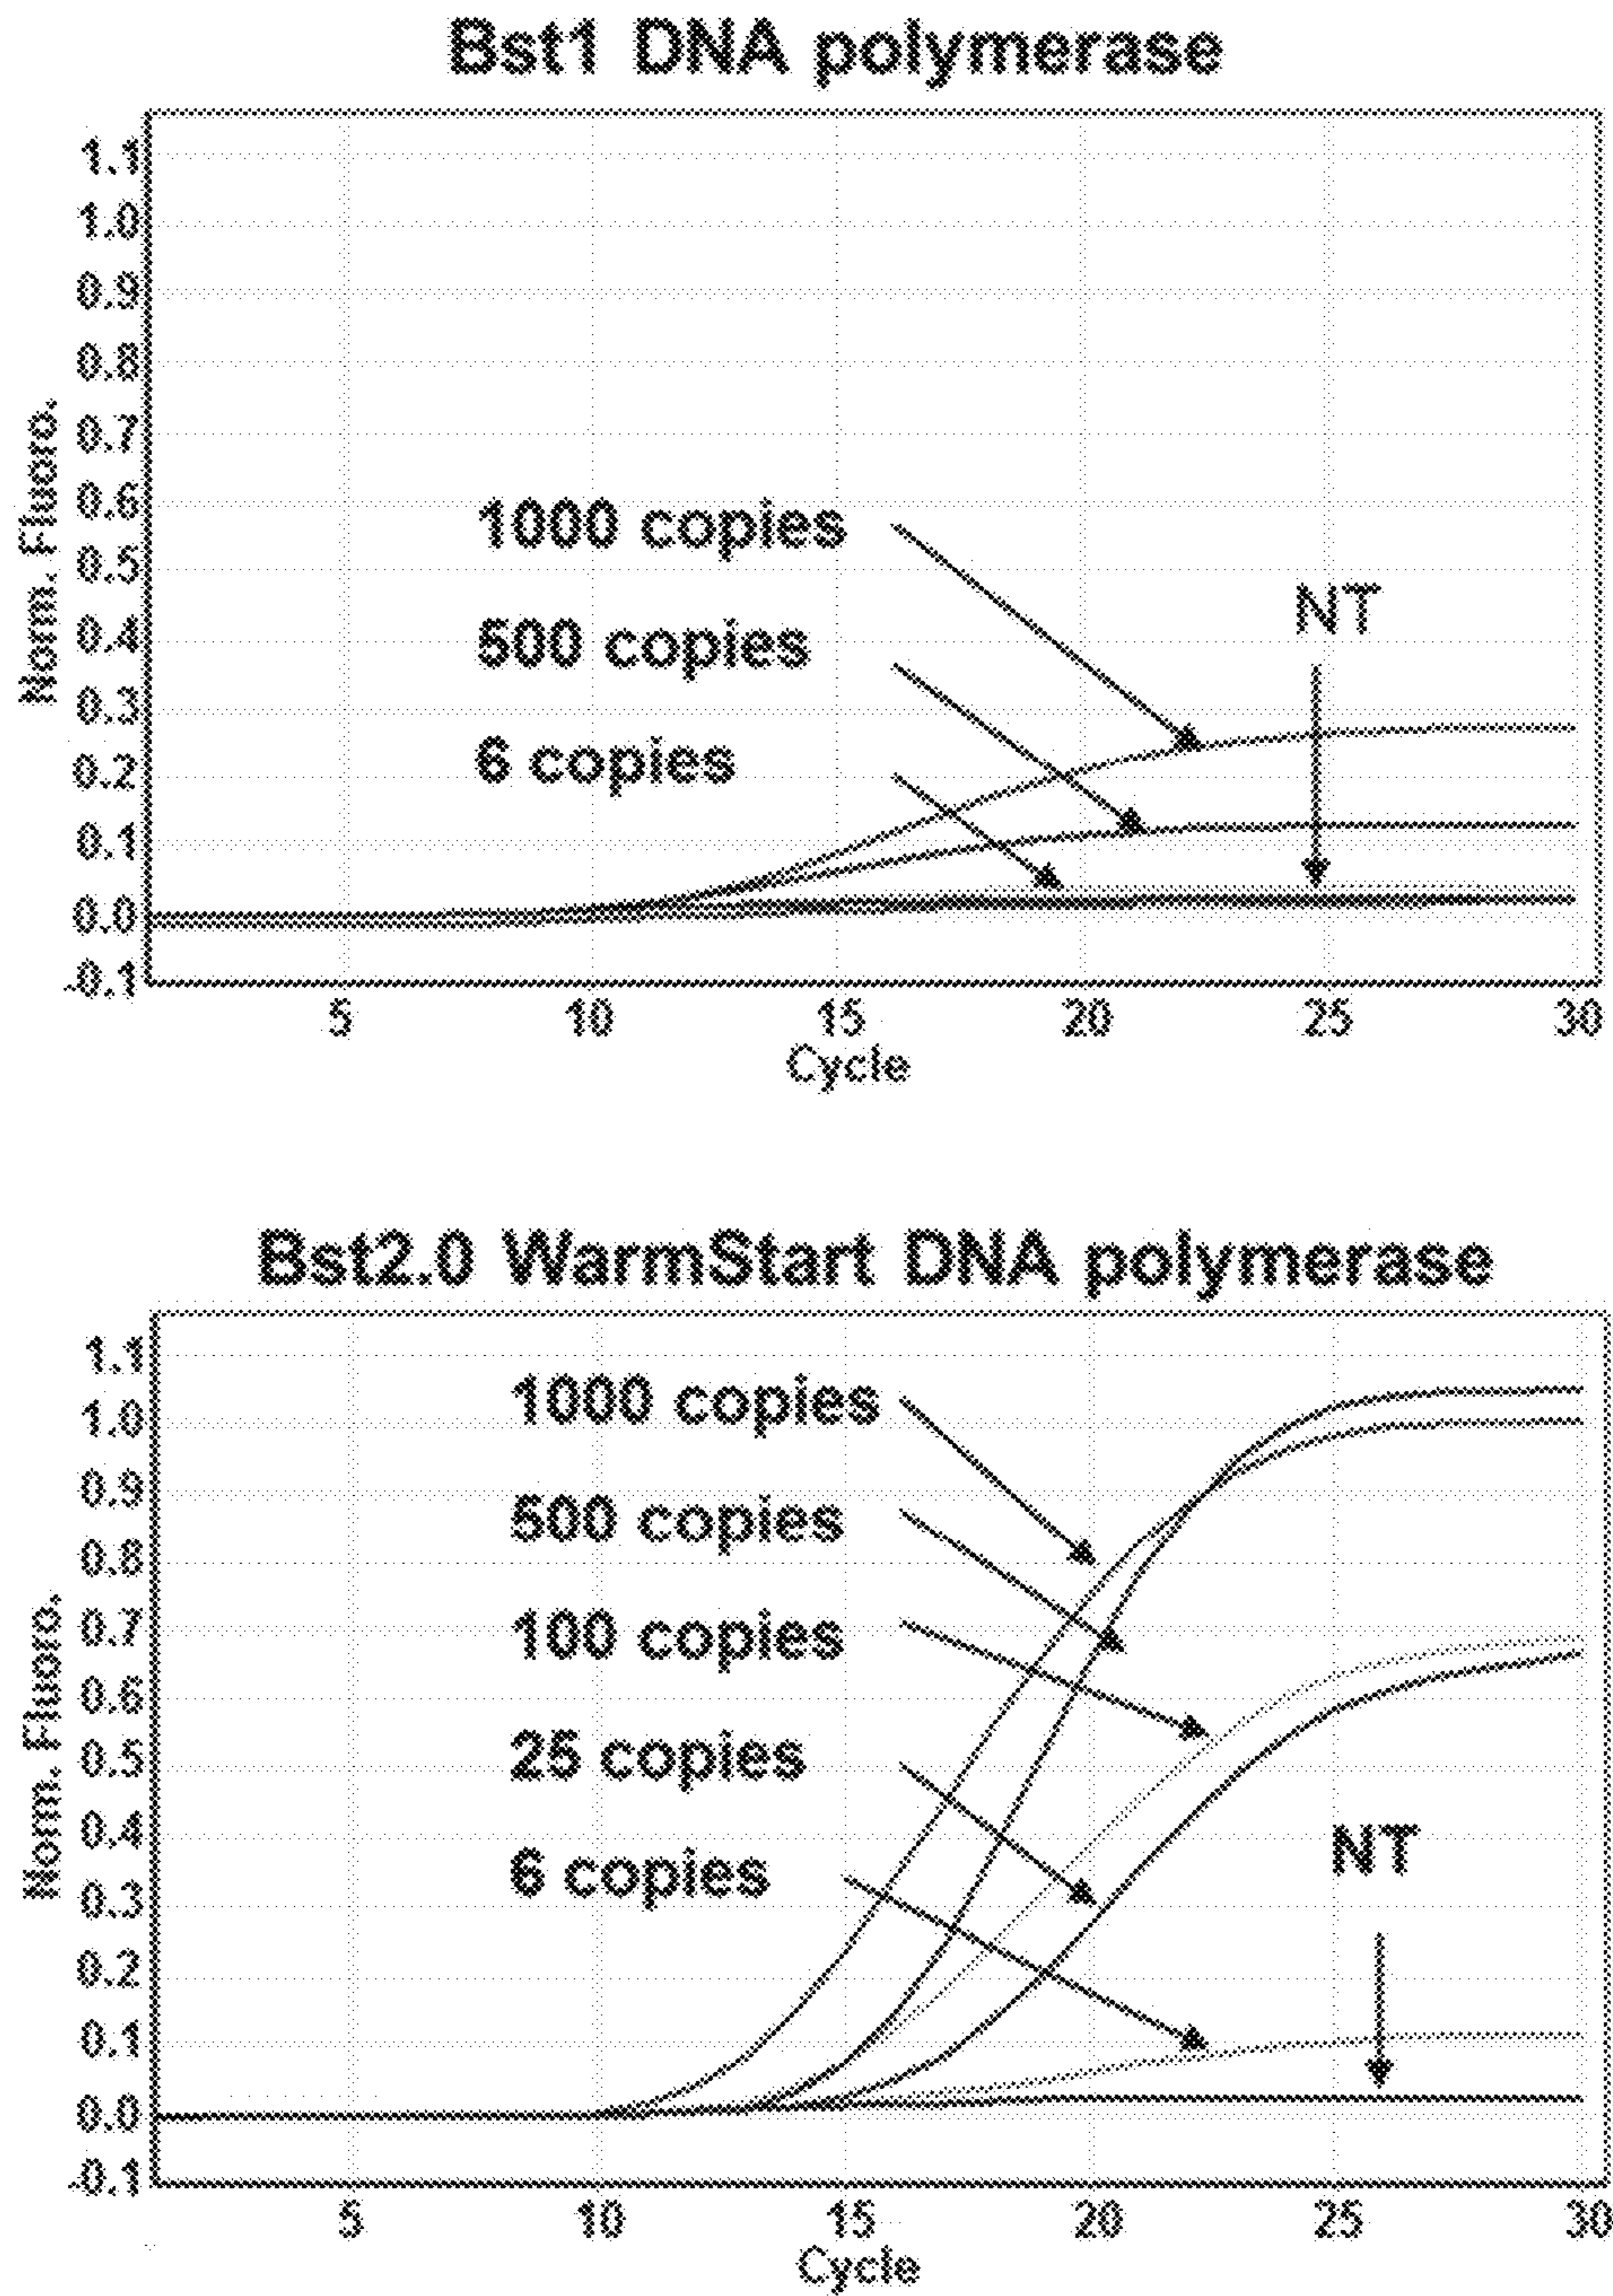 Bst1 DNA polymerase
1.1
1.0
0.9
0.8
0.7
0.6
0.5
0.4
0.3
0.2
0.1
0.0
-0.1
Norm. Fluoro.
1000 copies
500 copies
6 copies
NT
5 10 15 20 25 30
Cycle
Bst2.0 WarmStart DNA polymerase
1.1
1.0
0.9
0.8
0.7
0.6
0.5
0.4
0.3
0.2
0.1
0.0
-0.1
Norm. Fluoro.
1000 copies
500 copies
100 copies
25 copies
6 copies
NT
5 10 15 20 25 30
Cycle